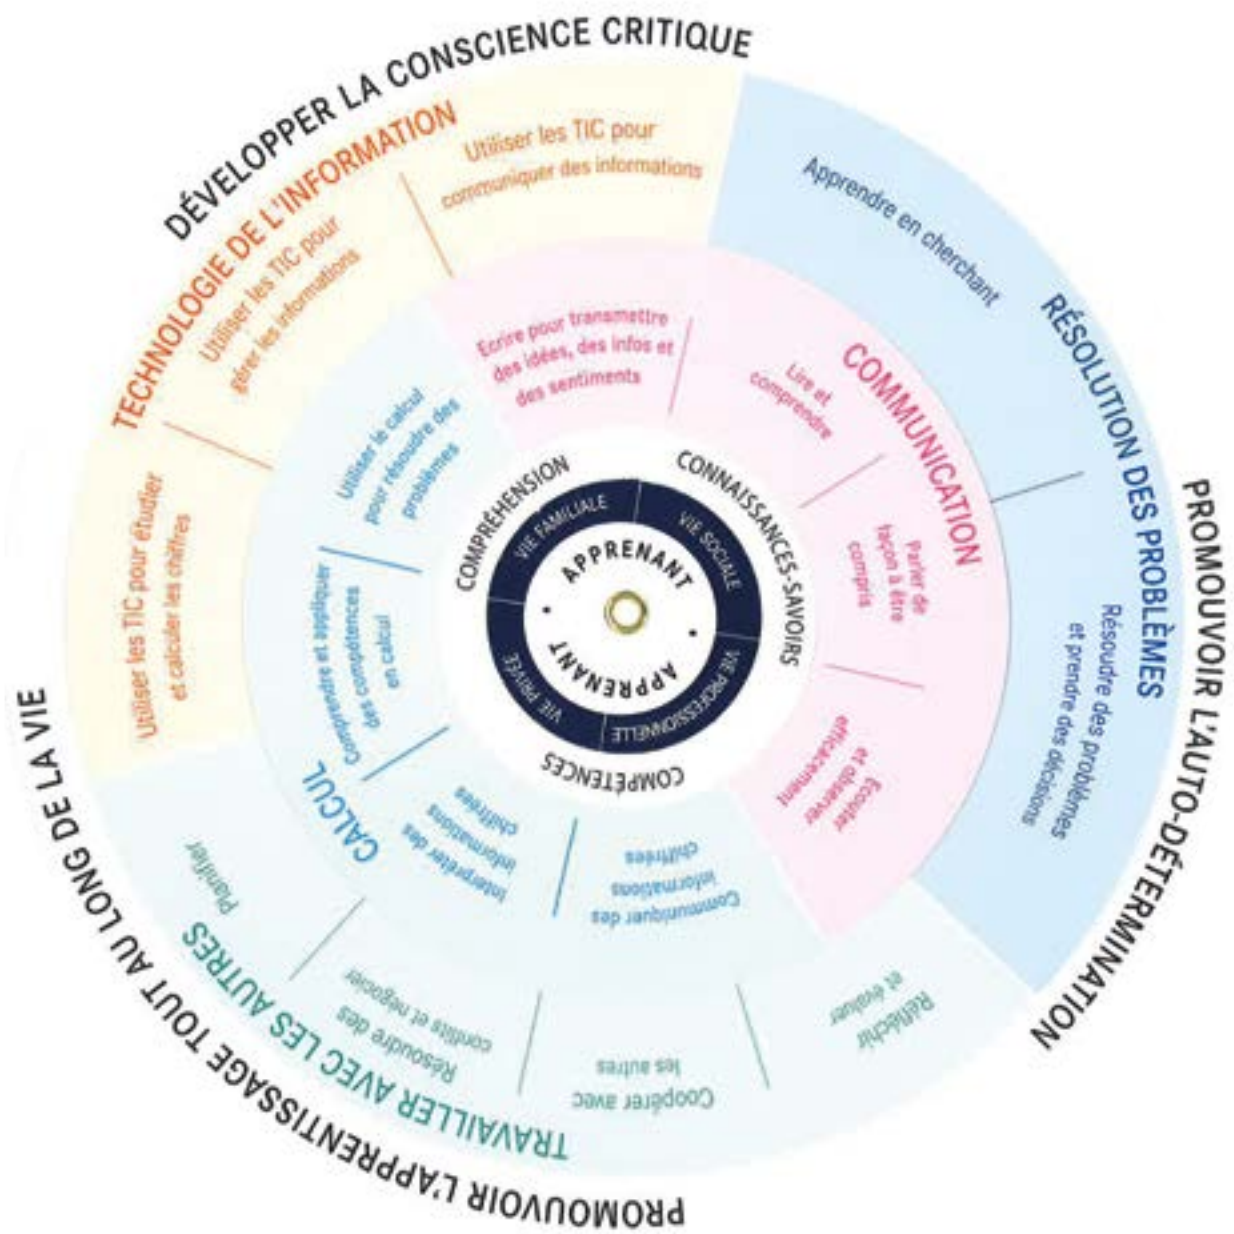 DÉVELOPPER LA CONSCIENCE CRITIQUE
TECHNOLOGIE DE L'INFORMATION
Utiliser les TIC pour
communiquer des informations
Utiliser les TIC pour
gérer les informations
Utiliser les TIC pour étudier
et calculer les chiffres
PROMOUVOIR L'AUTO-DÉTERMINATION
RÉSOLUTION DES PROBLÈMES
Apprendre en cherchant
Résoudre des problèmes
et prendre des décisions
PROMOUVOIR L'APPRENTISSAGE TOUT AU LONG DE LA VIE
TRAVAILLER AVEC LES AUTRES
Réfléchir
et évaluer
Coopérer avec
les autres
Résoudre des
conflits et négocier
Planifier
COMMUNICATION
Ecrire pour transmettre
des idées, des infos et
des sentiments
Lire et
comprendre
Parler de
façon à être
compris
Ecouter
et observer
efficacement
CALCUL
Communiquer des
informations
chiffrées
Interpréter des
informations
chiffrées
Comprendre et appliquer
des compétences
en calcul
Utiliser le calcul
pour résoudre des
problèmes
COMPRÉHENSION
CONNAISSANCES-SAVOIRS
COMPÉTENCES
VIE FAMILIALE
VIE SOCIALE
VIE PROFESSIONNELLE
VIE PRIVÉE
APPRENANT
APPRENANT